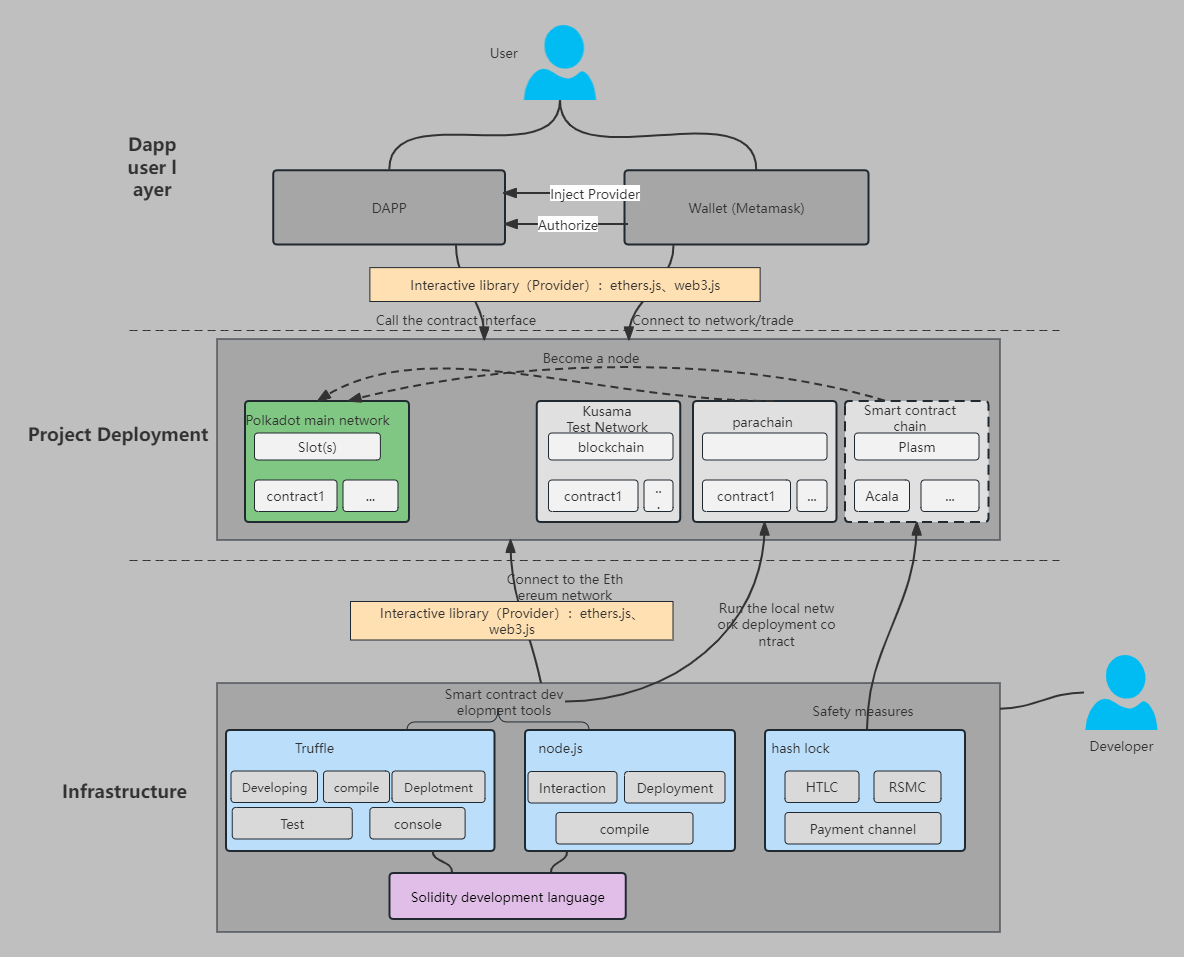 User
Dapp
user l
ayer
DAPP
Inject Provider
Authorize
Wallet (Metamask)
Interactive library（Provider）：ethers.js、web3.js
Call the contract interface
Connect to network/trade
Project Deployment
Become a node
Polkadot main network
Slot(s)
contract1
...
Kusama
Test Network
blockchain
contract1
...
parachain
contract1
...
Smart contract
chain
Plasm
Acala
...
Connect to the Eth
ereum network
Interactive library（Provider）：ethers.js、
web3.js
Run the local netw
ork deployment co
ntract
Infrastructure
Smart contract dev
elopment tools
Safety measures
Truffle
Developing
compile
Deplotment
Test
console
node.js
Interaction
Deployment
compile
hash lock
HTLC
RSMC
Payment channel
Solidity development language
Developer